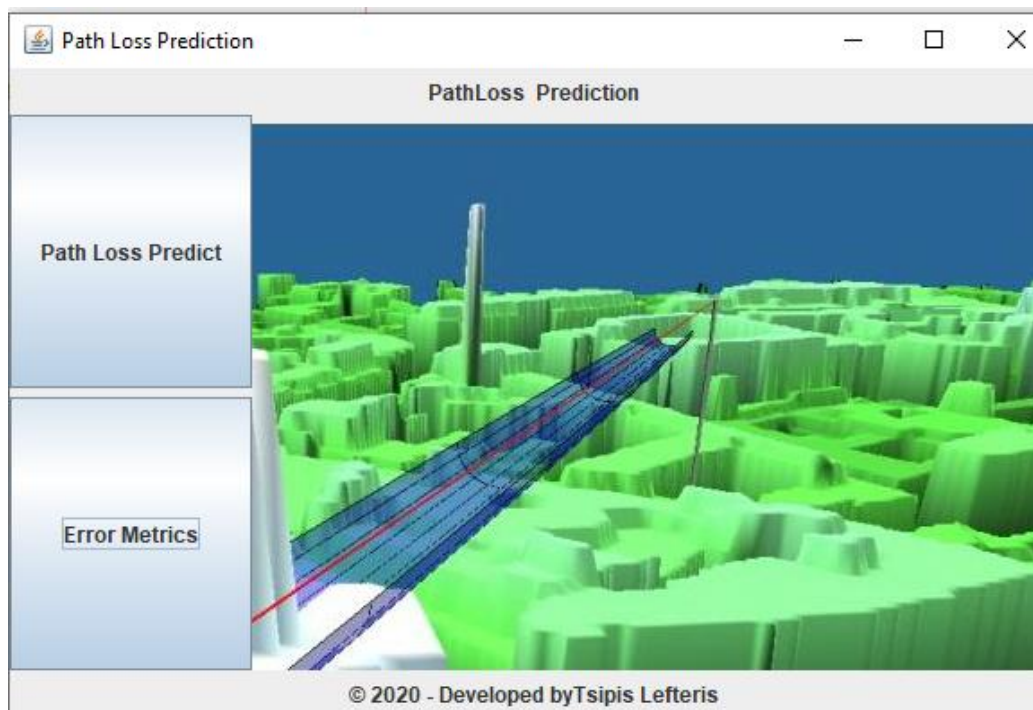 Path Loss Prediction
PathLoss  Prediction
Path Loss Predict
Error Metrics
© 2020 - Developed byTsipis Lefteris